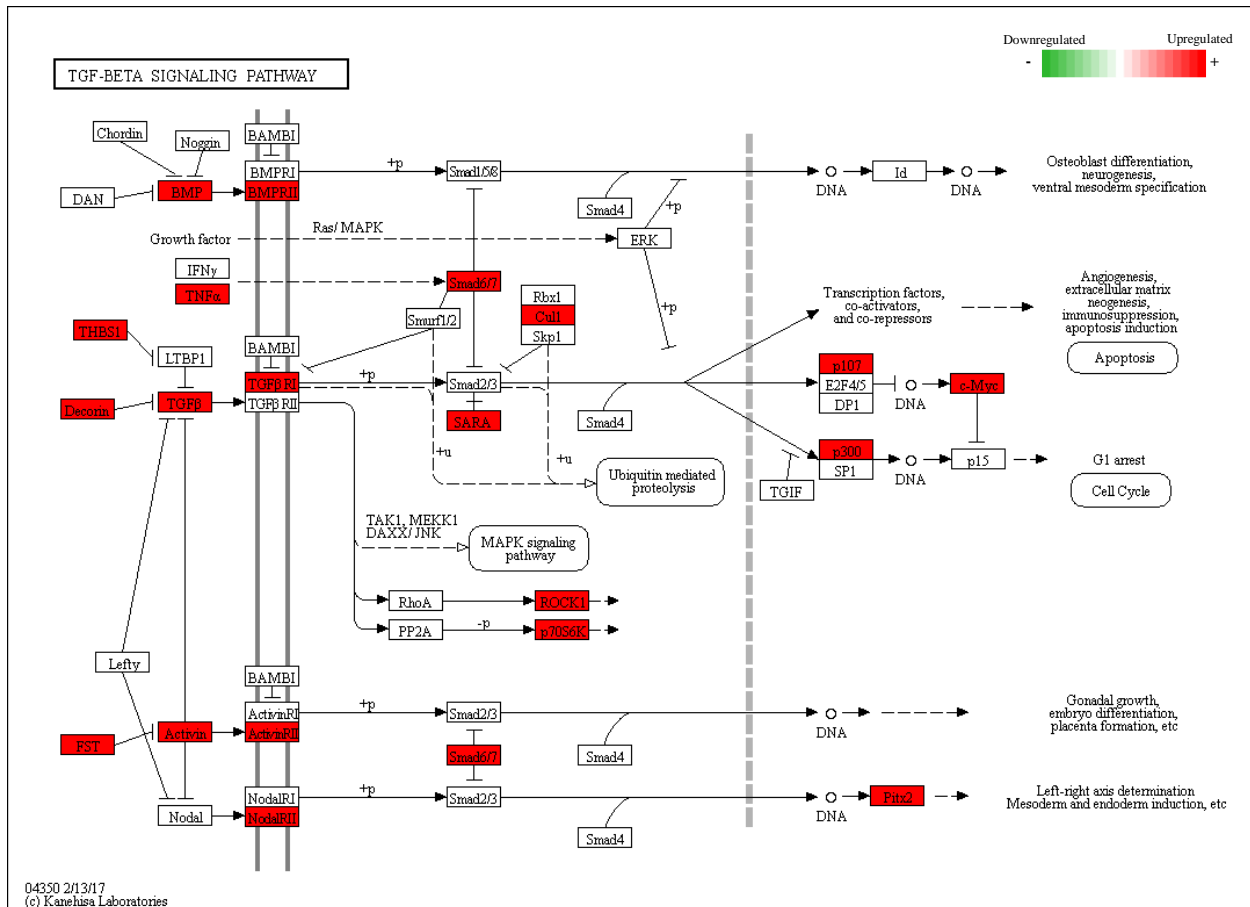 Downregulated
Upregulated
-
+
TGF-BETA SIGNALING PATHWAY
Chordin
Noggin
BAMBI
DAN
BMP
BMPRI
BMPRII
+p
Smad1/5/8
Smad4
DNA
Id
DNA
Osteoblast differentiation,
neurogenesis,
ventral mesoderm specification
Growth factor
Ras/ MAPK
ERK
+p
+p
IFNγ
TNFα
Smad6/7
Smurf1/2
Rbx1
Cul1
Skp1
Transcription factors,
co-activators,
and co-repressors
Angiogenesis,
extracellular matrix
neogenesis,
immunosuppression,
apoptosis induction
Apoptosis
THBS1
LTBP1
BAMBI
Decorin
TGFβ
TGFβ RI
TGFβ RII
+p
Smad2/3
SARA
Smad4
p107
E2F4/5
DP1
DNA
c-Myc
p300
SP1
DNA
p15
G1 arrest
Cell Cycle
TGIF
+u
+u
Ubiquitin mediated
proteolysis
TAK1, MEKK1
DAXX/ JNK
MAPK signaling
pathway
RhoA
ROCK1
PP2A
-p
p70S6K
Lefty
BAMBI
FST
Activin
ActivinRI
ActivinRII
+p
Smad2/3
Smad4
DNA
Gonadal growth,
embryo differentiation,
placenta formation, etc
Smad6/7
Nodal
NodalRI
NodalRII
+p
Smad2/3
Smad4
DNA
Pitx2
Left-right axis determination
Mesoderm and endoderm induction, etc
04350 2/13/17
(c) Kanehisa Laboratories